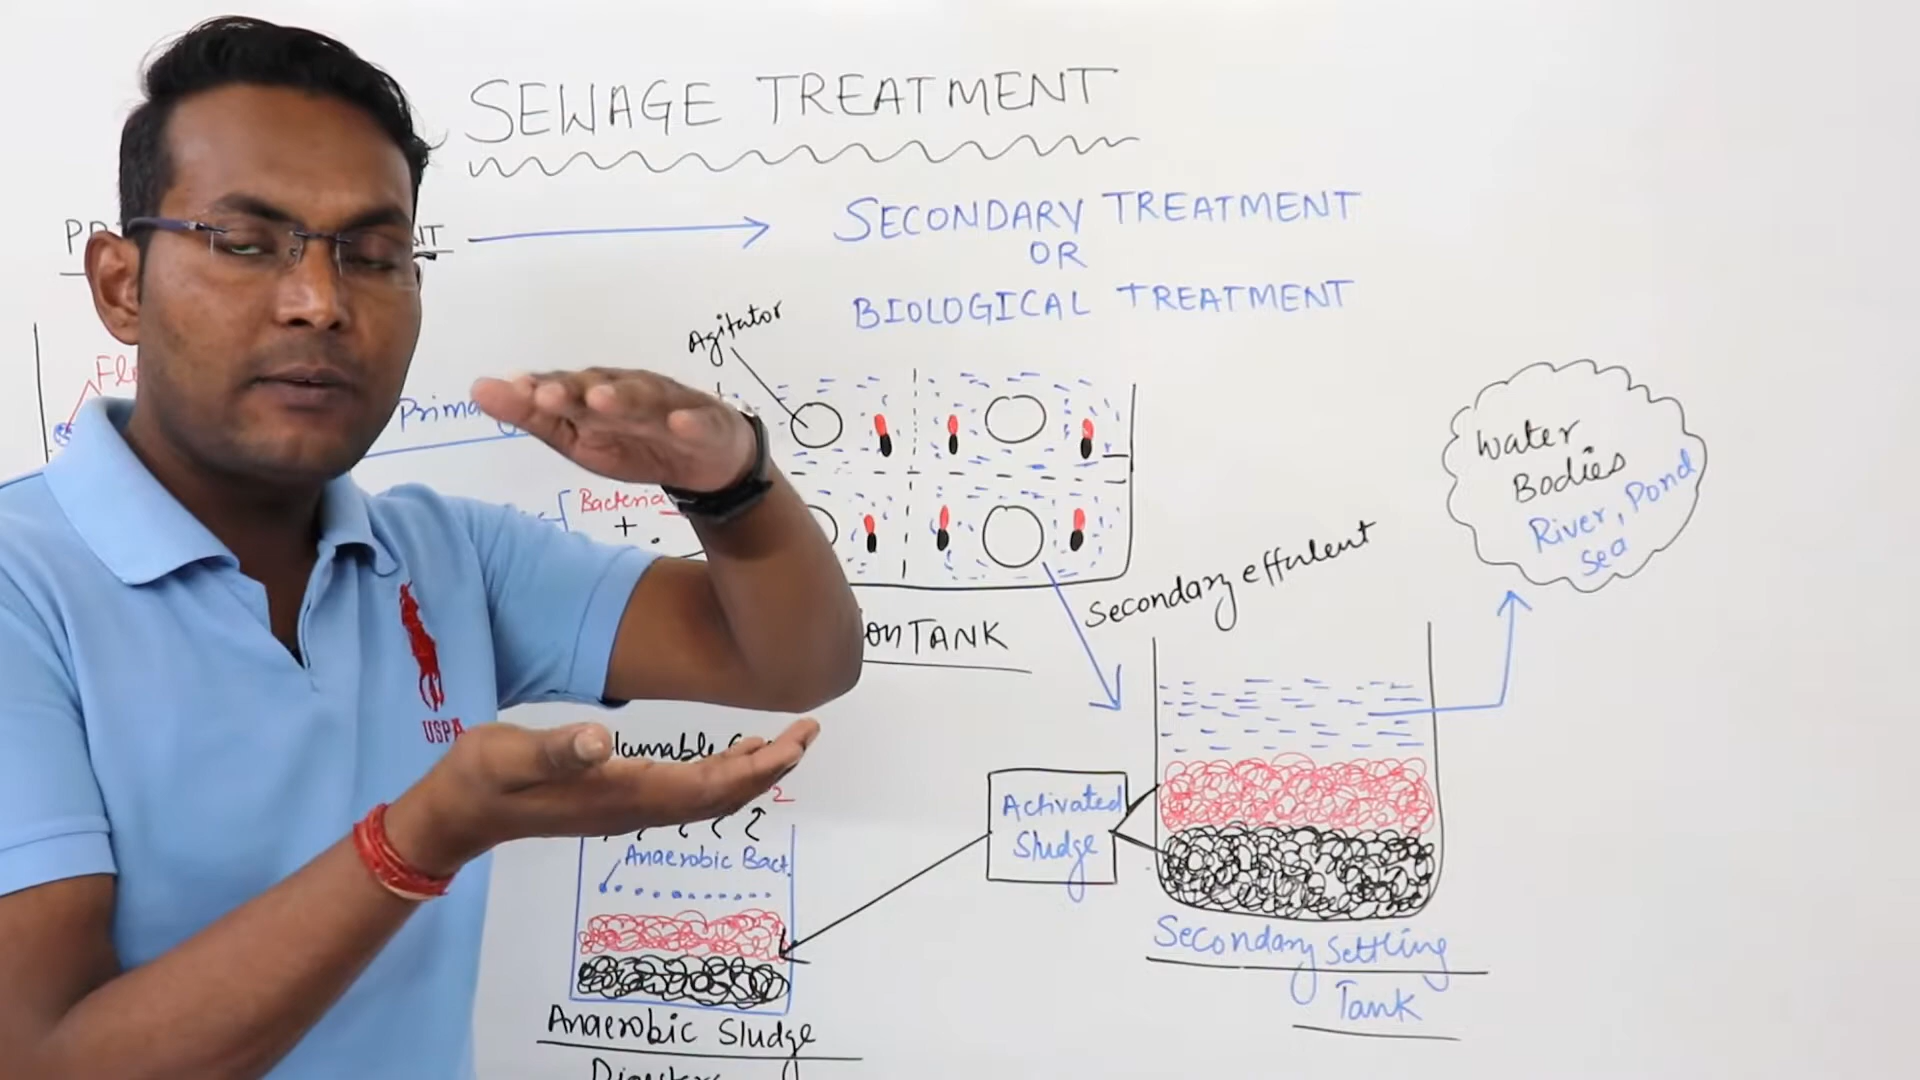 SEWAGE TREATMENT
SECONDARY TREATMENT
OR
BIOLOGICAL TREATMENT
Agitator
Bacteria
+
TANK
Secondary effulent
Water
Bodies
River, Pond
Sea
USPA
Activated
Sludge
Anaerobic Bact.
Secondary Settling
Tank
Anaerobic Sludge